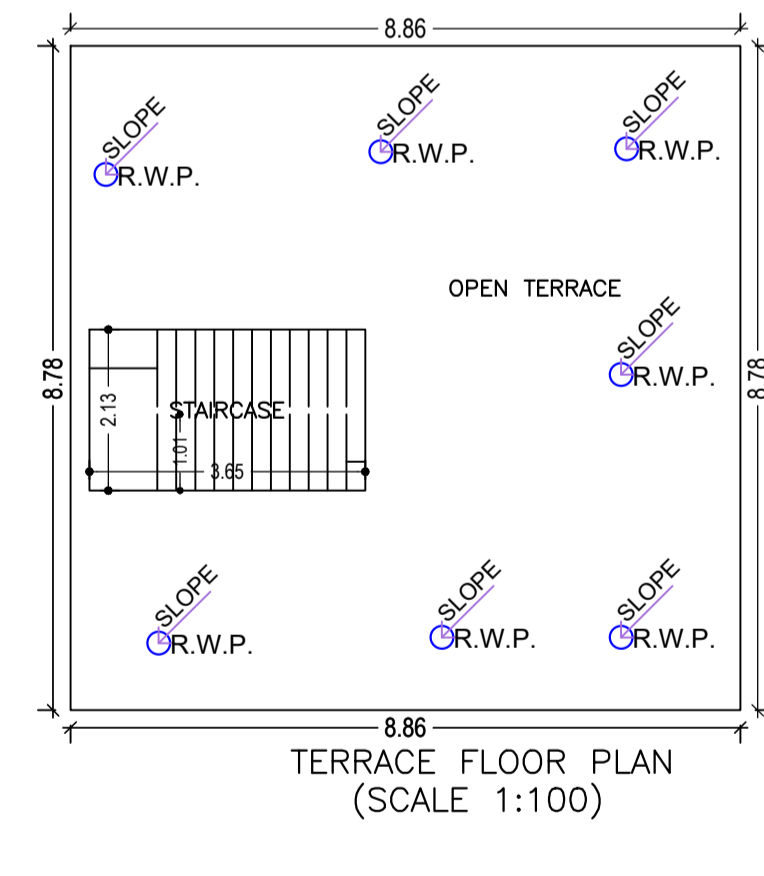 8.86
SLOPE
R.W.P.
SLOPE
R.W.P.
SLOPE
R.W.P.
OPEN TERRACE
SLOPE
R.W.P.
8.78
8.78
2.13
STAIRCASE
1.01
3.65
SLOPE
R.W.P.
SLOPE
R.W.P.
SLOPE
R.W.P.
8.86
TERRACE FLOOR PLAN
(SCALE 1:100)